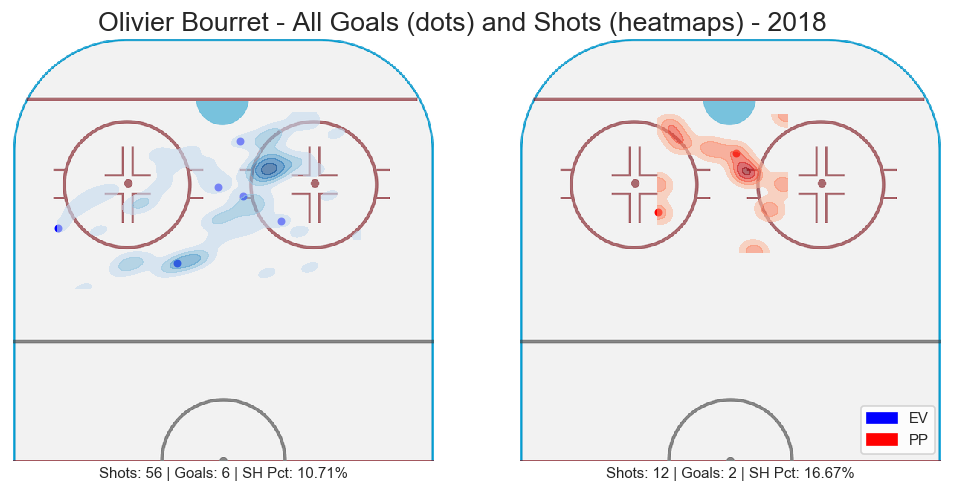 Olivier Bourret - All Goals (dots) and Shots (heatmaps) - 2018
EV
PP
Shots: 56 | Goals: 6 | SH Pct: 10.71%
Shots: 12 | Goals: 2 | SH Pct: 16.67%